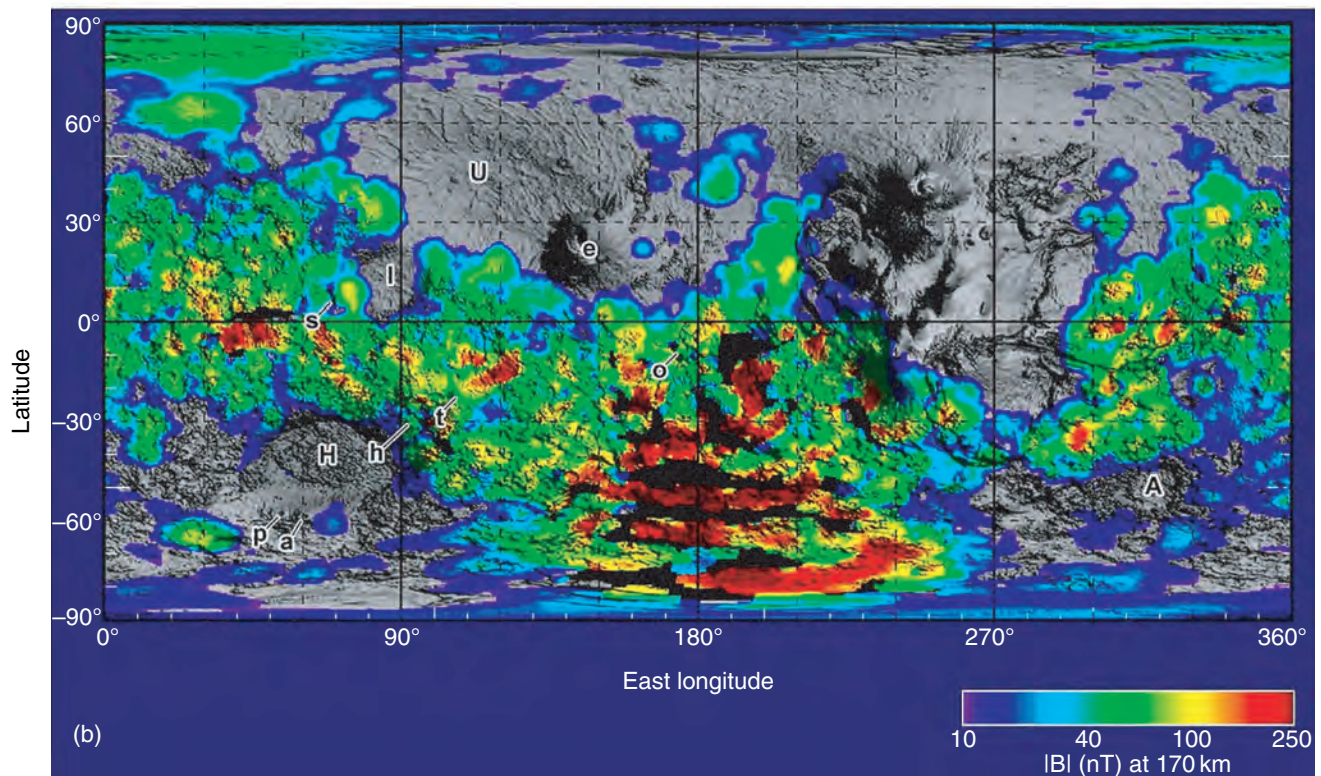 90°
60°
30°
0°
–30°
–60°
–90°
Latitude
U
e
I
s
o
t
H
h
A
p
a
0°
90°
180°
270°
360°
East longitude
(b)
10
40
100
250
|B| (nT) at 170 km